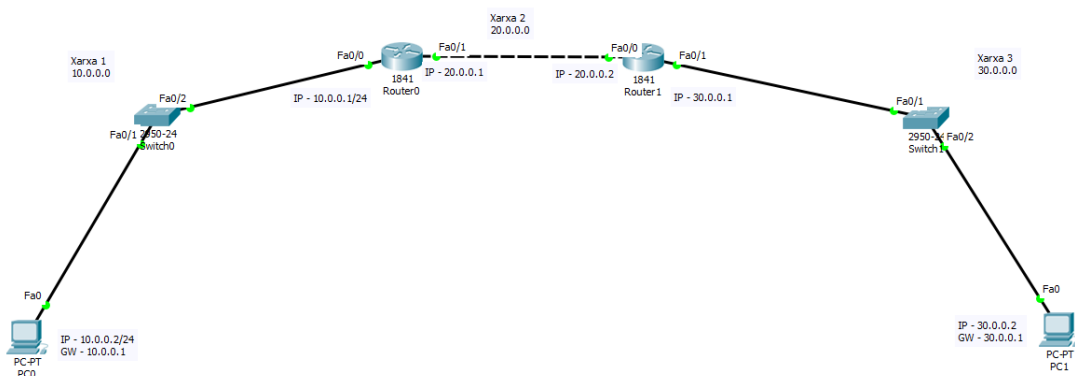 Xarxa 2
20.0.0.0
Xarxa 1
10.0.0.0
Xarxa 3
30.0.0.0
Fa0/0
Fa0/1
Fa0/0
Fa0/1
IP - 20.0.0.1
IP - 20.0.0.2
1841
Router0
1841
Router1
IP - 10.0.0.1/24
IP - 30.0.0.1
Fa0/2
Fa0/1
2950-24
Switch0
Fa0/1
2950-24
Fa0/2
Switch1
Fa0
IP - 10.0.0.2/24
GW - 10.0.0.1
PC-PT
PC0
Fa0
IP - 30.0.0.2
GW - 30.0.0.1
PC-PT
PC1